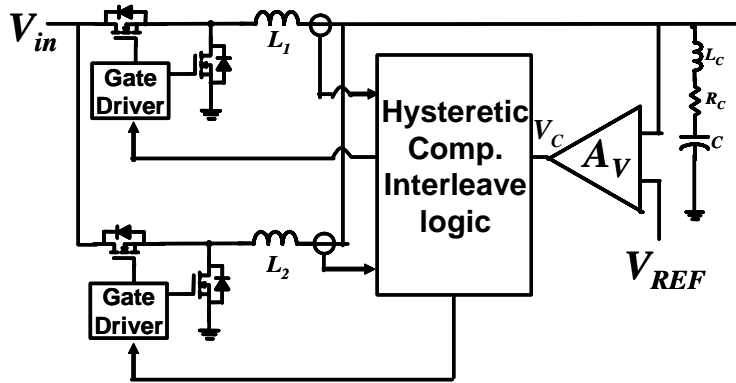 V_in
L_1
Gate
Driver
Hysteretic
Comp.
Interleave
logic
V_C
A_V
L_C
R_C
C
V_REF
L_2
Gate
Driver